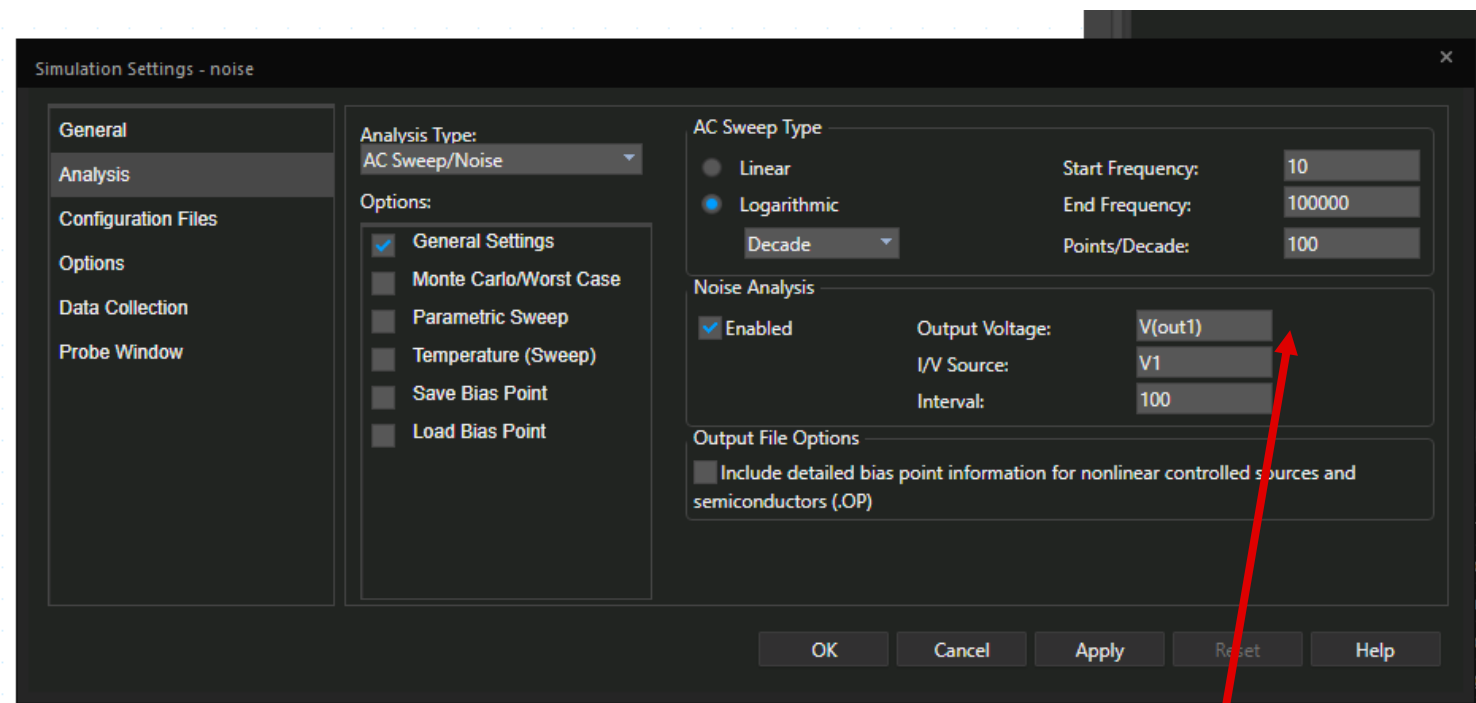 Simulation Settings - noise
General
Analysis
Configuration Files
Options
Data Collection
Probe Window
Analysis Type:
AC Sweep/Noise
Options:
General Settings
Monte Carlo/Worst Case
Parametric Sweep
Temperature (Sweep)
Save Bias Point
Load Bias Point
AC Sweep Type
Linear
Logarithmic
Decade
Start Frequency: 10
End Frequency: 100000
Points/Decade: 100
Noise Analysis
Enabled
Output Voltage: V(out1)
I/V Source: V1
Interval: 100
Output File Options
Include detailed bias point information for nonlinear controlled sources and
semiconductors (.OP)
OK Cancel Apply Reset Help